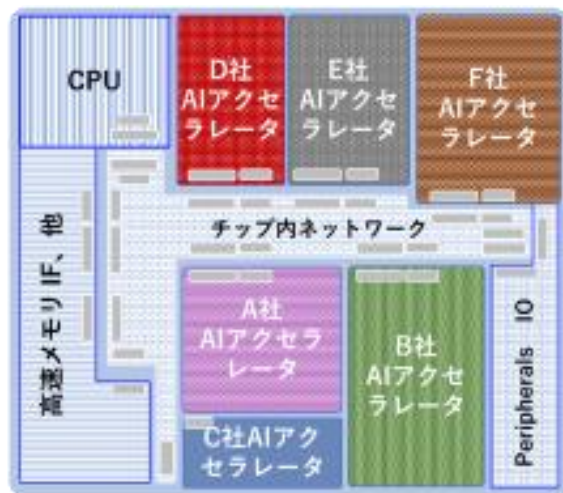 CPU
D社
AIアクセ
ラレータ
E社
AIアクセ
ラレータ
F社
AIアクセ
ラレータ
高速メモリ IF、他
チップ内ネットワーク
A社
AIアクセラ
レータ
B社
AIアクセ
ラレータ
C社AIアク
セラレータ
Peripherals IO